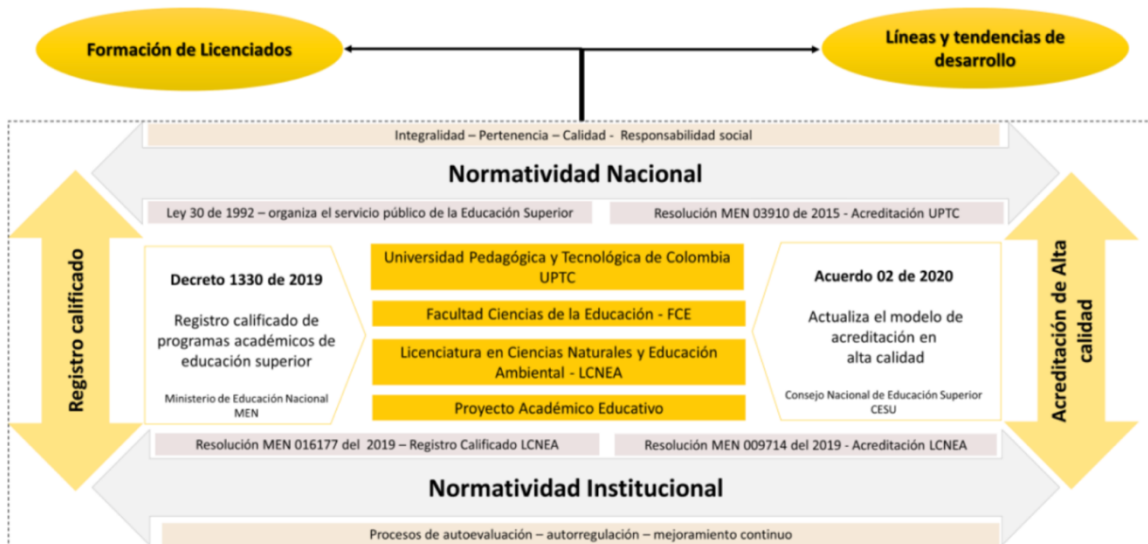 Formación de Licenciados
Líneas y tendencias de
desarrollo
Integralidad – Pertenencia – Calidad - Responsabilidad social
Normatividad Nacional
Ley 30 de 1992 – organiza el servicio público de la Educación Superior
Resolución MEN 03910 de 2015 - Acreditación UPTC
Registro calificado
Decreto 1330 de 2019
Registro calificado de
programas académicos de
educación superior
Ministerio de Educación Nacional
MEN
Universidad Pedagógica y Tecnológica de Colombia
UPTC
Facultad Ciencias de la Educación - FCE
Licenciatura en Ciencias Naturales y Educación
Ambiental - LCNEA
Proyecto Académico Educativo
Acuerdo 02 de 2020
Actualiza el modelo de
acreditación en
alta calidad
Consejo Nacional de Educación Superior
CESU
Acreditación de Alta
calidad
Resolución MEN 016177 del 2019 – Registro Calificado LCNEA
Resolución MEN 009714 del 2019 - Acreditación LCNEA
Normatividad Institucional
Procesos de autoevaluación – autorregulación – mejoramiento continuo